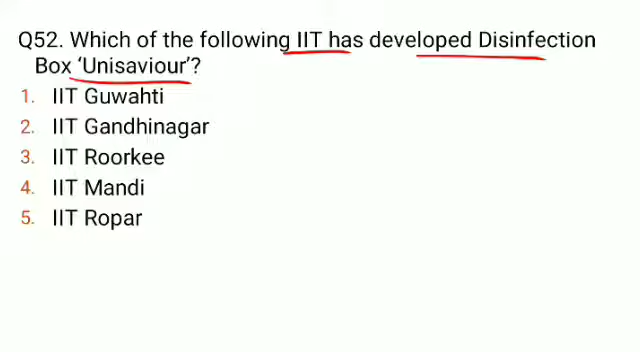 Q52. Which of the following IIT has developed Disinfection
Box ‘Unisaviour’?
1. IIT Guwahti
2. IIT Gandhinagar
3. IIT Roorkee
4. IIT Mandi
5. IIT Ropar